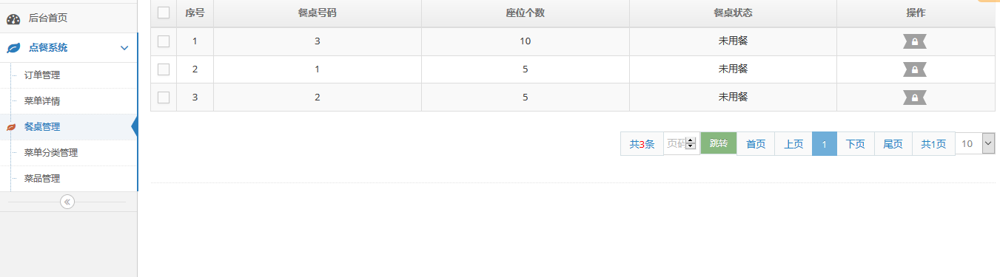 后台首页
点餐系统
订单管理
菜单详情
餐桌管理
菜单分类管理
菜品管理
序号 餐桌号码 座位个数 餐桌状态 操作
1 3 10 未用餐
2 1 5 未用餐
3 2 5 未用餐
共3条 页码 跳转 首页 上页 1 下页 尾页 共1页 10